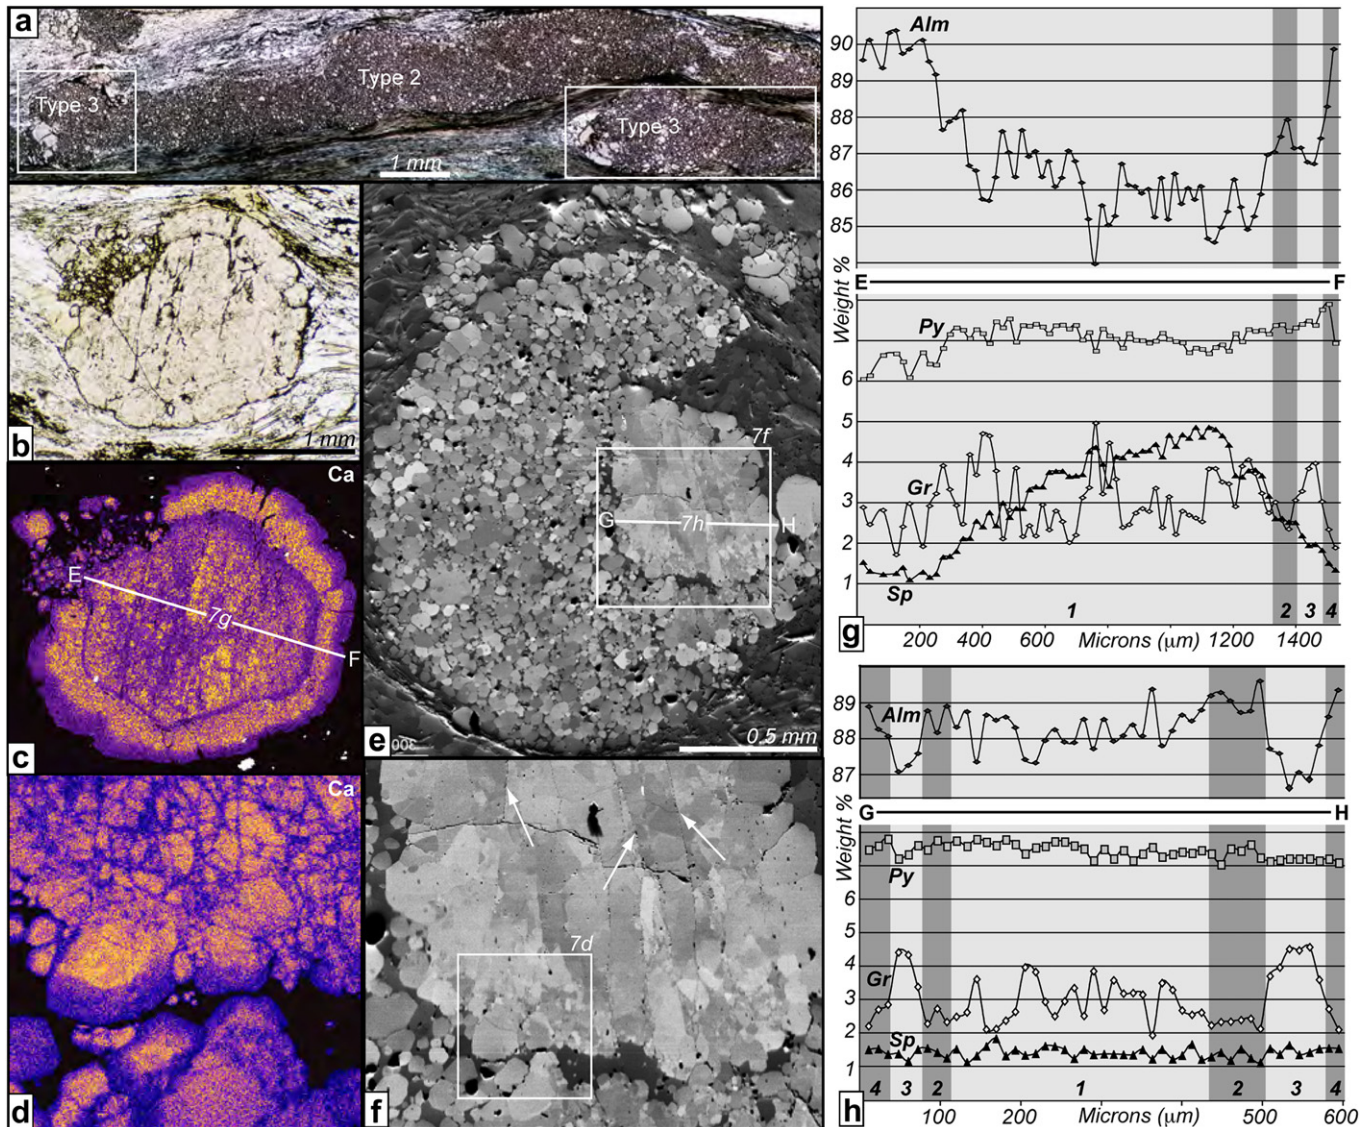 a
Type 3
Type 2
Type 3
1 mm
b
1 mm
Ca
E
7g
F
c
Ca
d
7f
G
7h
H
e
0.5 mm
7d
f
Alm
90
89
88
87
86
85
Weight %
E
F
Py
6
5
4
Gr
3
2
1
Sp
1
2
3
4
200
400
600
Microns (μm)
1200
1400
g
89
Alm
88
87
Weight %
G
H
Py
6
5
4
Gr
3
2
Sp
1
4
3
2
1
2
3
4
100
200
Microns (μm)
500
600
h